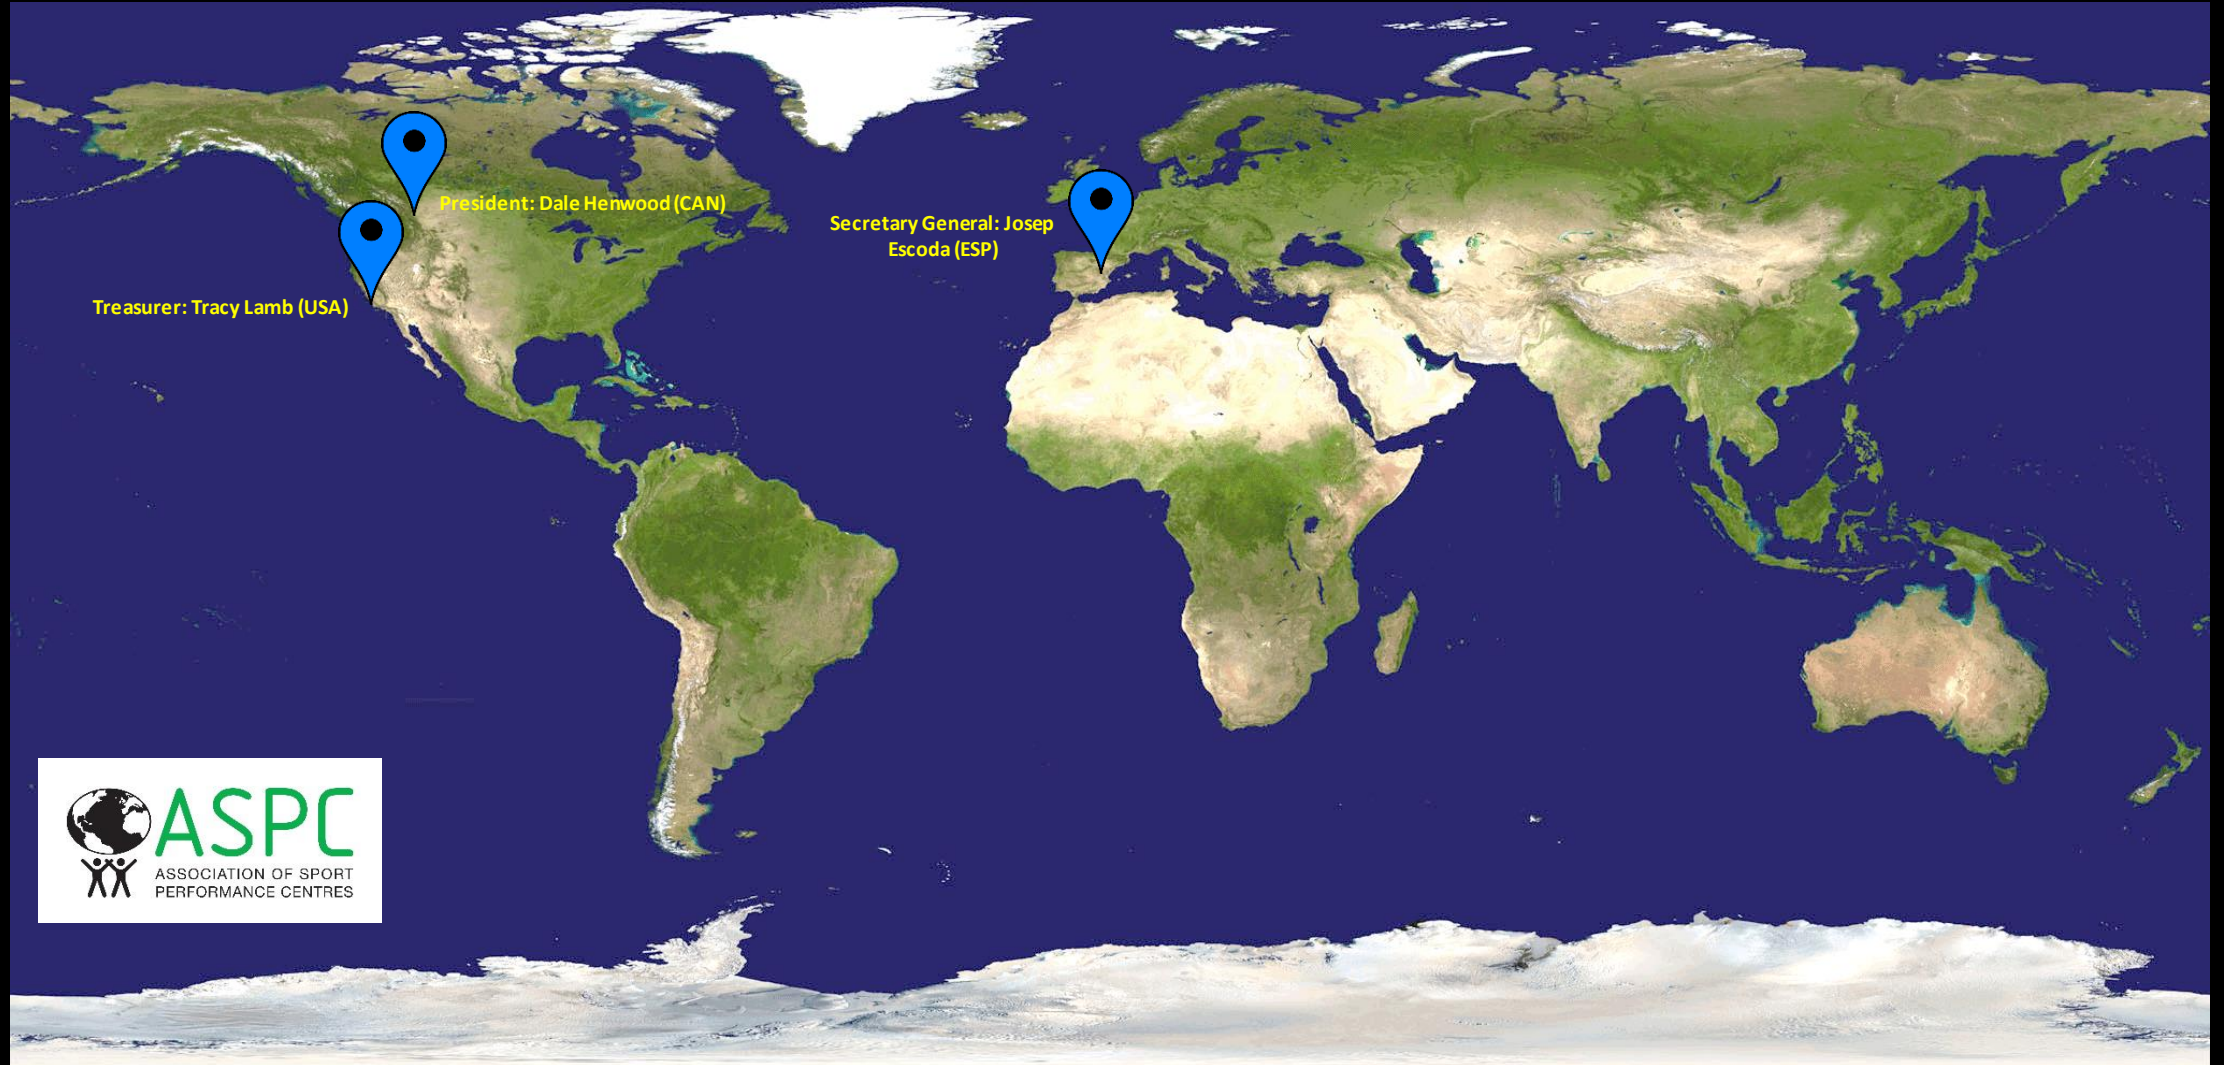 President: Dale Henwood (CAN)
Secretary General: Josep
Escoda (ESP)
Treasurer: Tracy Lamb (USA)
ASPC
ASSOCIATION OF SPORT
PERFORMANCE CENTRES